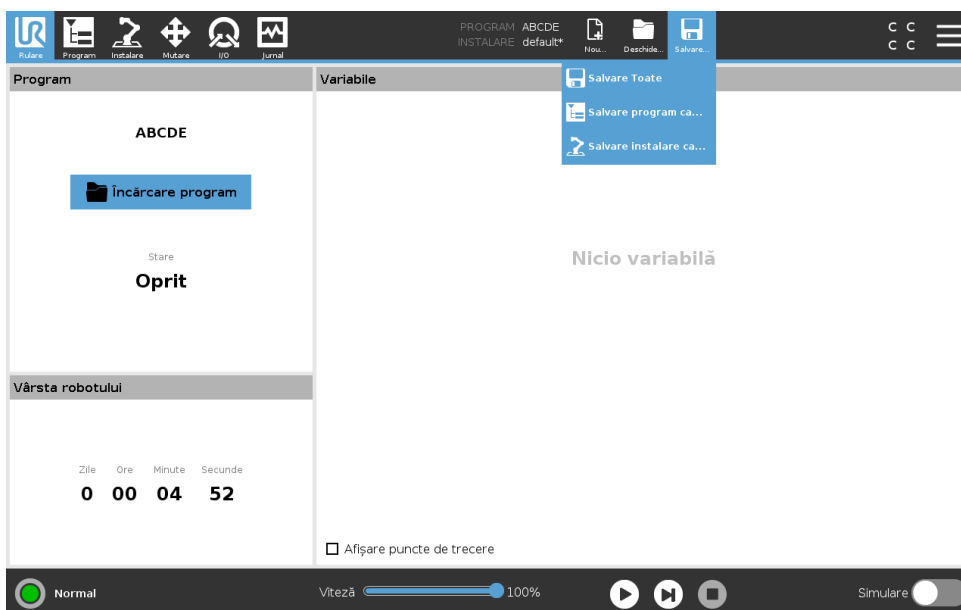 UR
Rulare
Program
Instalare
Mutare
I/O
Jurnal
PROGRAM ABCDE
INSTALARE default*
Nou...
Deschide...
Salvare...
C C
C C
Program
Variabile
Salvare Toate
Salvare program ca...
Salvare instalare ca...
ABCDE
Încărcare program
Stare
Oprit
Nicio variabilă
Vârsta robotului
Zile Ore Minute Secunde
0 00 04 52
Afișare puncte de trecere
Normal
Viteză 100%
Simulare